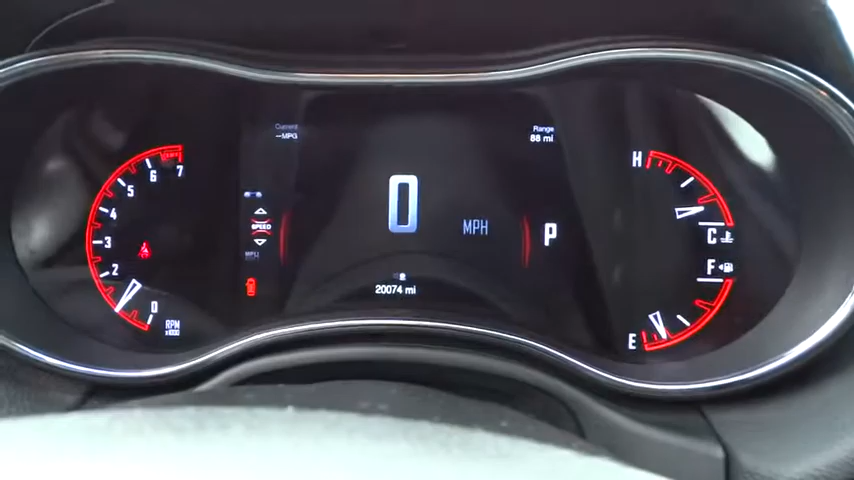 Current
--MPG
Range
88 mi
7
6
5
4
3
2
0
RPM
x1000
SPEED
0
MPH
P
20074 mi
H
C
F
E